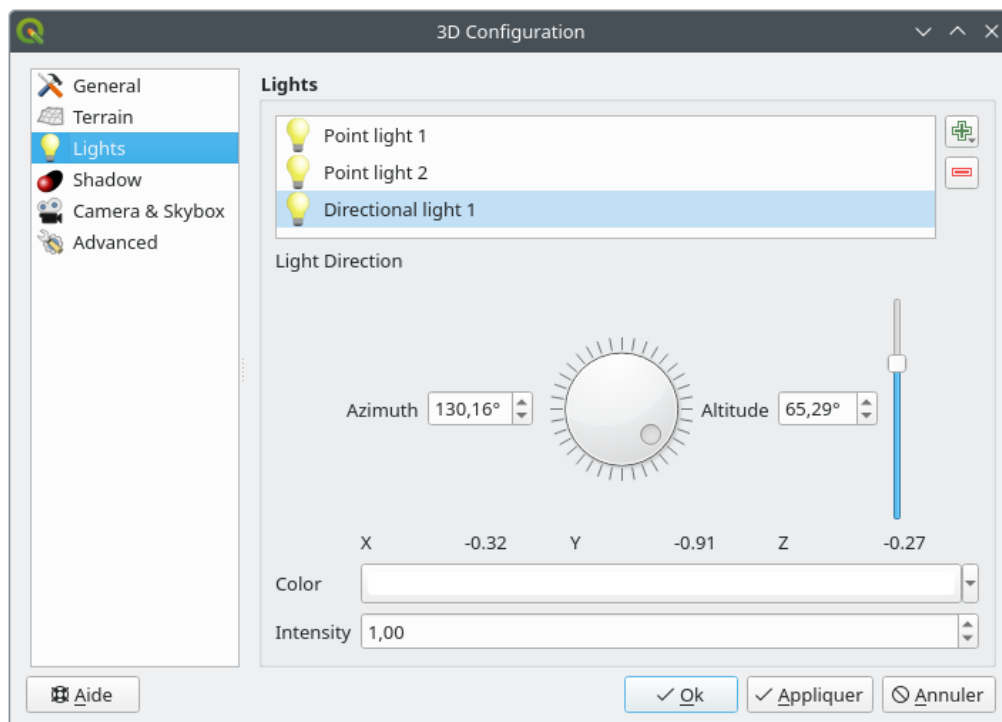 3D Configuration
General
Terrain
Lights
Shadow
Camera & Skybox
Advanced
Lights
Point light 1
Point light 2
Directional light 1
Light Direction
Azimuth 130,16° Altitude 65,29°
X -0.32 Y -0.91 Z -0.27
Color
Intensity 1,00
Aide Ok Appliquer Annuler